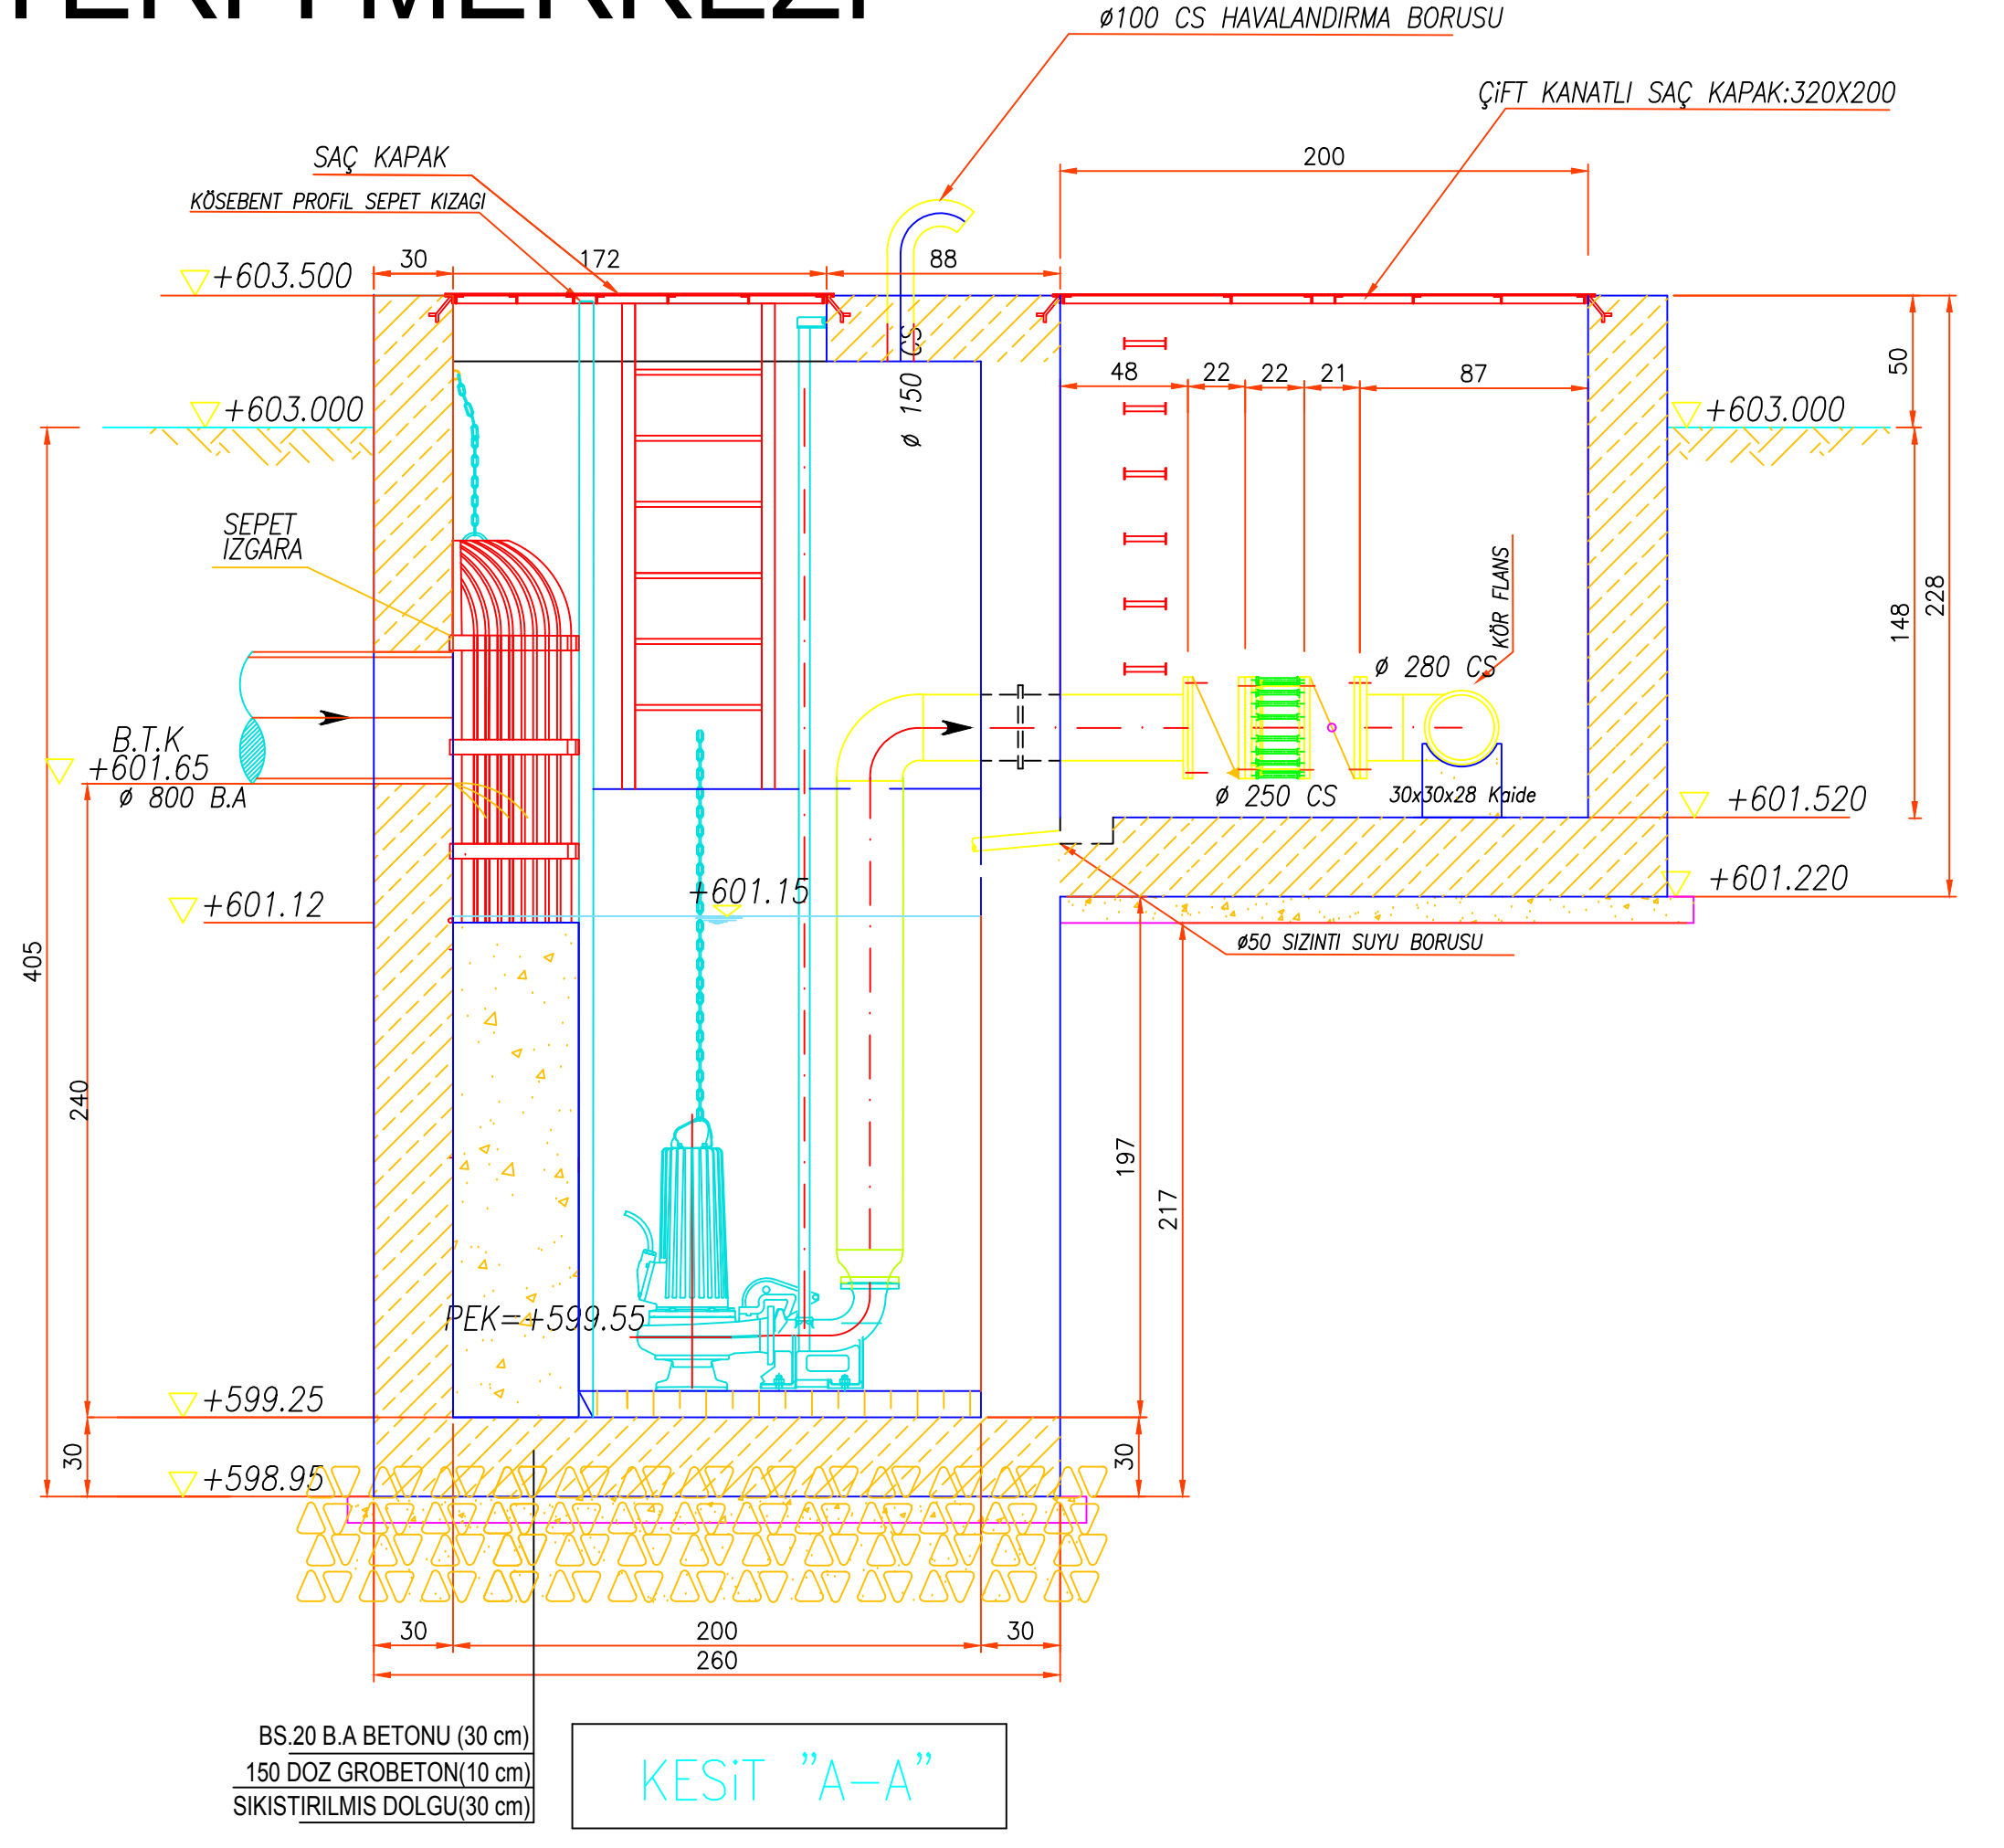 MERKEZİ
ø100 CS HAVALANDIRMA BORUSU
ÇiFT KANATLI SAÇ KAPAK:320X200
SAÇ KAPAK
KÖSEBENT PROFiL SEPET KIZAGI
200
30
172
88
+603.500
ø 150 CS
48
22
22
21
87
50
+603.000
+603.000
SEPET
IZGARA
KÖR FLANS
148
228
ø 280 CS
B.T.K
+601.65
ø 800 B.A
ø 250 CS
30x30x28 Kaide
+601.520
+601.15
+601.220
+601.12
ø50 SIZINTI SUYU BORUSU
405
240
197
217
PEK=+599.55
+599.25
30
30
+598.95
30
200
30
260
BS.20 B.A BETONU (30 cm)
150 DOZ GROBETON(10 cm)
SIKISTIRILMIS DOLGU(30 cm)
KESiT "A-A"